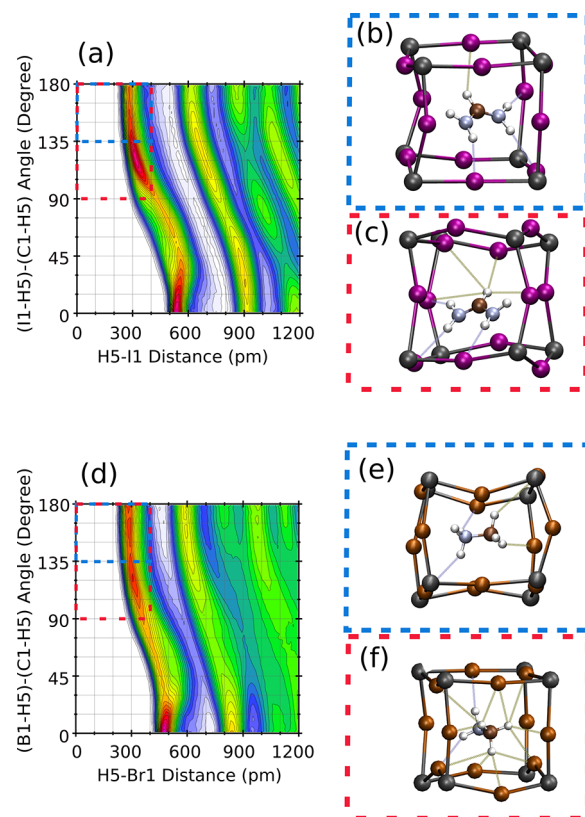 (a)
(I1-H5)-(C1-H5) Angle (Degree)
180
135
90
45
0
0 300 600 900 1200
H5-I1 Distance (pm)
(b)
(c)
(d)
(B1-H5)-(C1-H5) Angle (Degree)
180
135
90
45
0
0 300 600 900 1200
H5-Br1 Distance (pm)
(e)
(f)